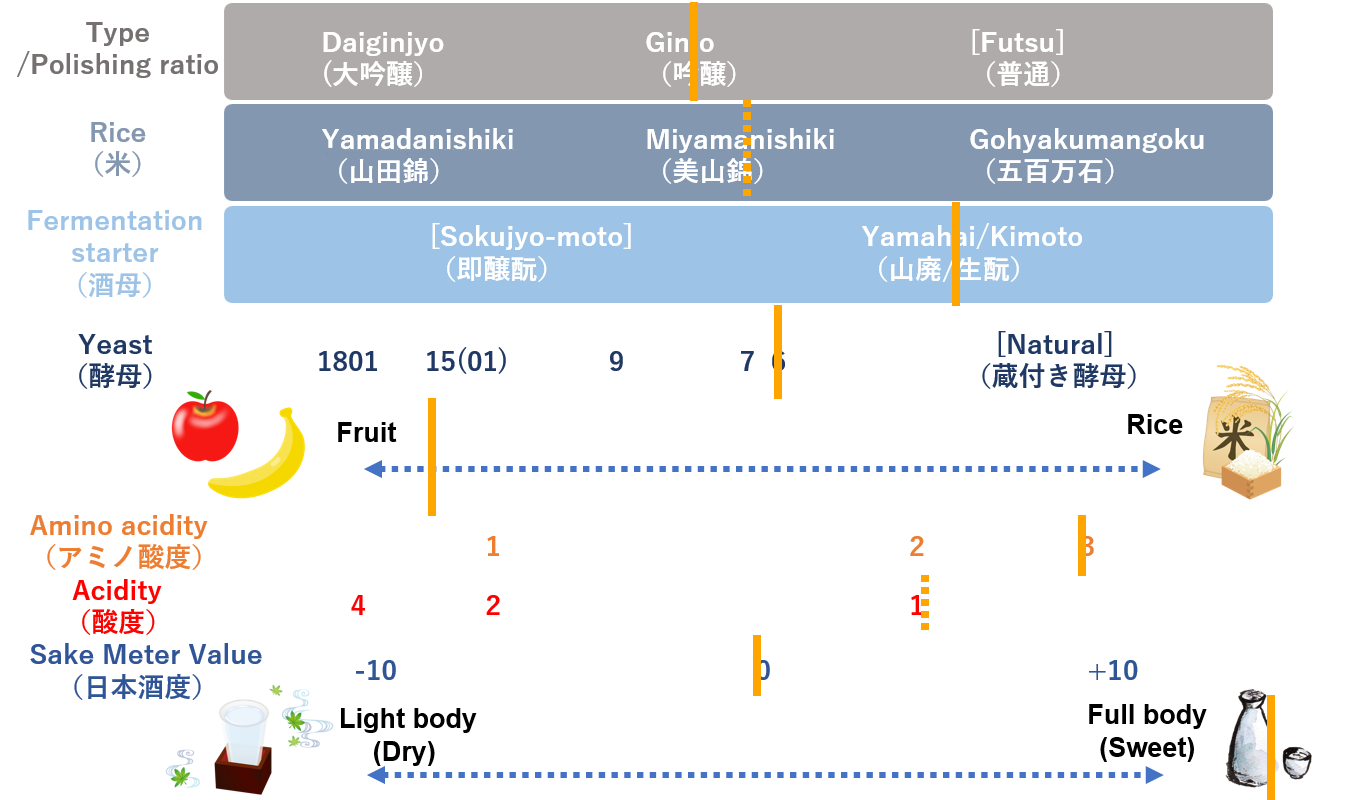 Type
/Polishing ratio
Daiginjyo
(大吟醸)
Ginjo
（吟醸）
[Futsu]
（普通）
Rice
（米）
Yamadanishiki
（山田錦）
Miyamanishiki
（美山錦）
Gohyakumangoku
（五百万石）
Fermentation
starter
（酒母）
[Sokujyo-moto]
（即醸酛）
Yamahai/Kimoto
（山廃/生酛）
Yeast
（酵母）
1801 15(01) 9 7 6
[Natural]
（蔵付き酵母）
Fruit
Rice
米
Amino acidity
（アミノ酸度）
1 2 3
Acidity
（酸度）
4 2 1
Sake Meter Value
（日本酒度）
-10 0 +10
Light body
(Dry)
Full body
(Sweet)